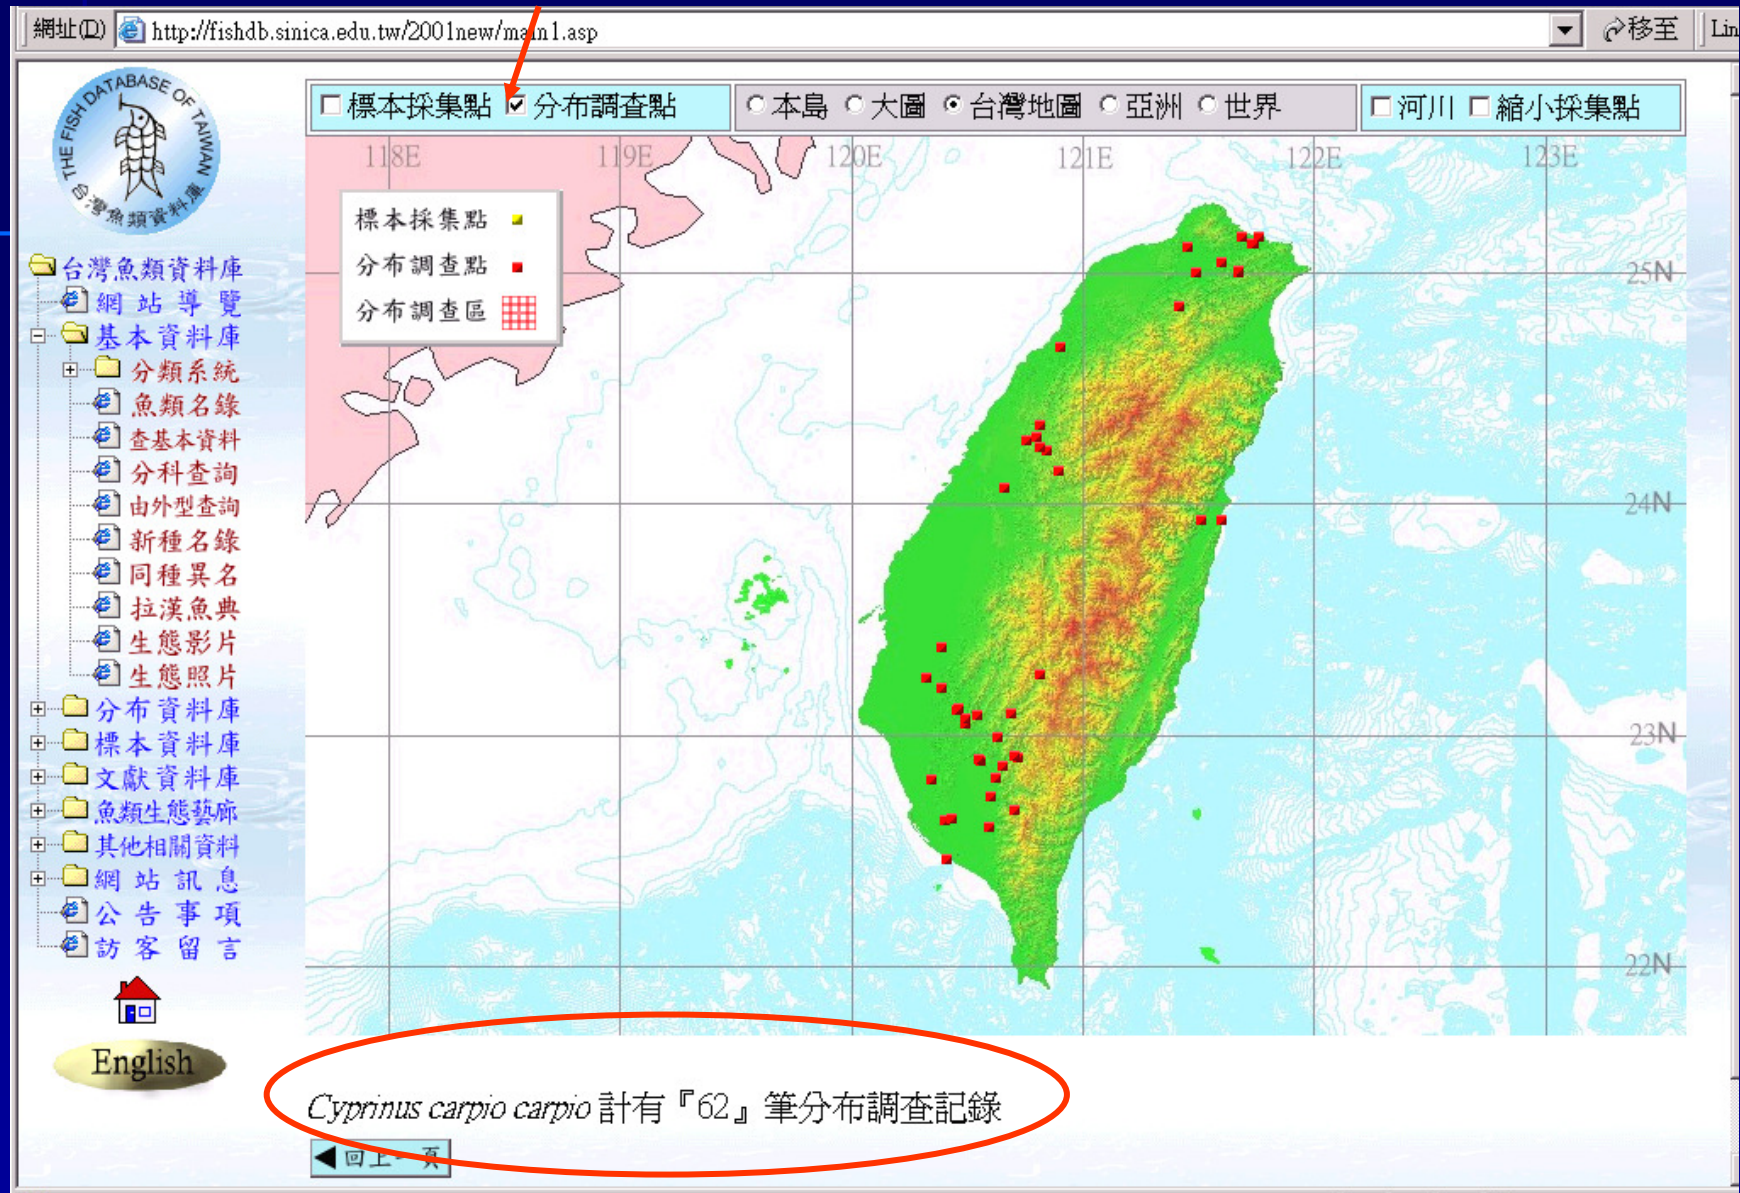 網址(D) http://fishdb.sinica.edu.tw/2001new/main1.asp 移至 Lin
THE FISH DATABASE OF TAIWAN
台灣魚類資料庫
標本採集點 分布調查點 本島 大圖 台灣地圖 亞洲 世界 河川 縮小採集點
118E 119E 120E 121E 122E 123E
標本採集點
分布調查點
分布調查區
25N
24N
23N
22N
台灣魚類資料庫
網站導覽
基本資料庫
分類系統
魚類名錄
查基本資料
分科查詢
由外型查詢
新種名錄
同種異名
拉漢魚典
生態影片
生態照片
分布資料庫
標本資料庫
文獻資料庫
魚類生態藝廊
其他相關資料
網站訊息
公告事項
訪客留言
English
Cyprinus carpio carpio 計有『62』筆分布調查記錄
回上一頁